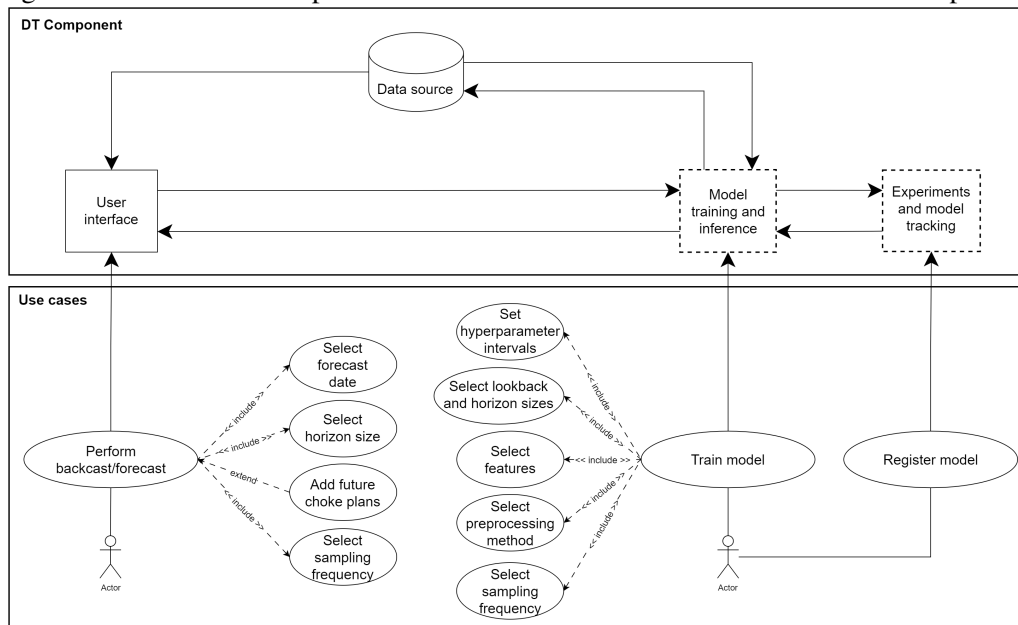 DT Component
Data source
User
interface
Model
training and
inference
Experiments
and model
tracking
Use cases
Set
hyperparameter
intervals
Select
forecast
date
Select lookback
and horizon sizes
Select
horizon size
Perform
backcast/forecast
Select
features
Train model
Register model
Add future
choke plans
Select
preprocessing
method
Select
sampling
frequency
Select
sampling
frequency
<< include >>
<< include >>
extend
<< include >>
<< include >>
<< include >>
<< include >>
<< include >>
<< include >>
Actor
Actor